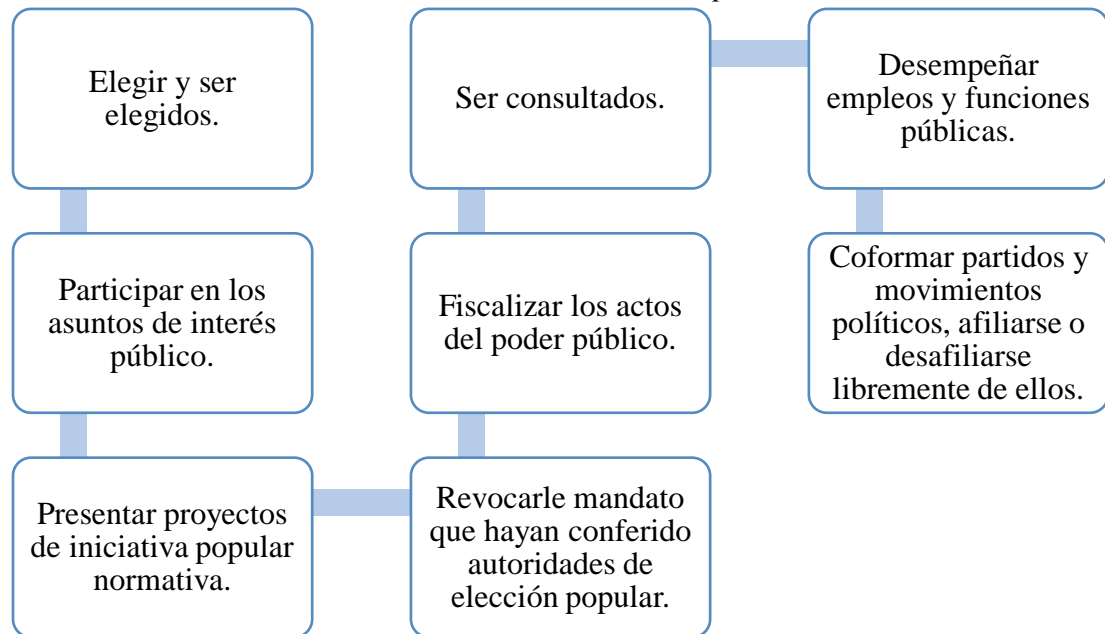 Elegir y ser
elegidos.
Participar en los
asuntos de interés
público.
Presentar proyectos
de iniciativa popular
normativa.
Revocarle mandato
que hayan conferido
autoridades de
elección popular.
Fiscalizar los actos
del poder público.
Ser consultados.
Desempeñar
empleos y funciones
públicas.
Coformar partidos y
movimientos
políticos, afiliarse o
desafiliarse
libremente de ellos.